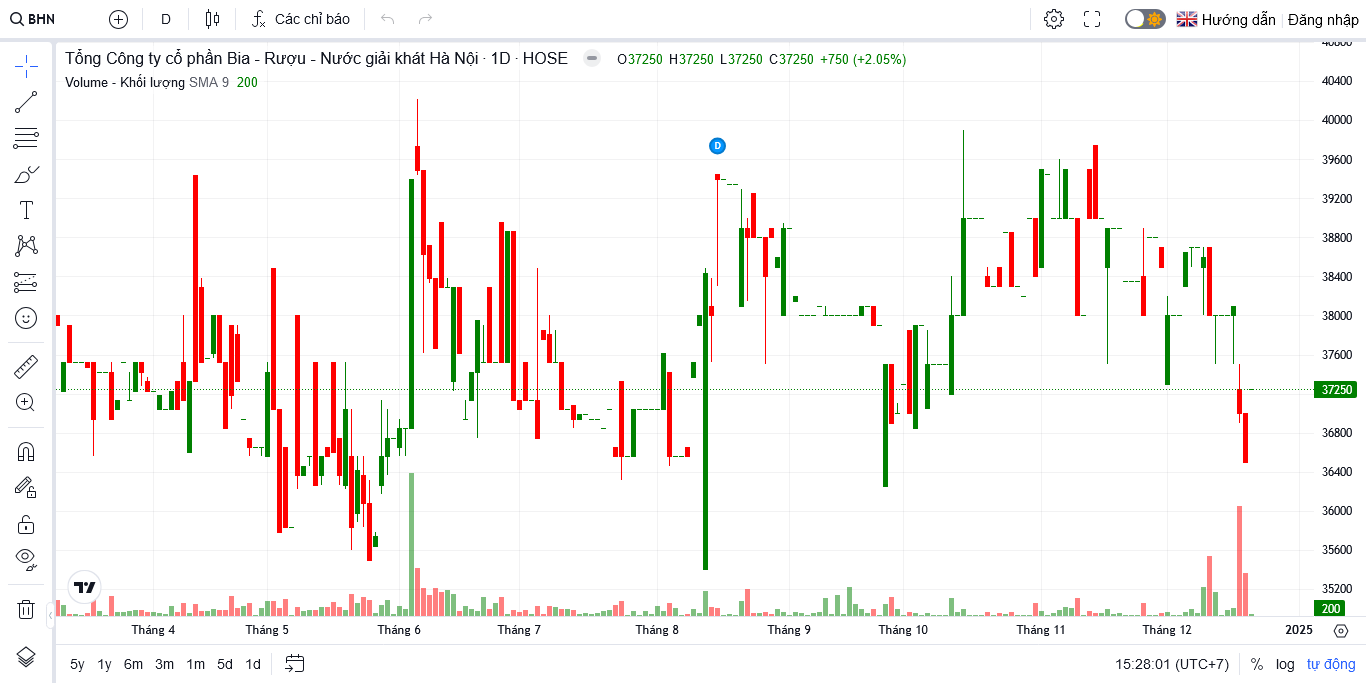 BHN D Các chỉ báo Hướng dẫn Đăng nhập
Tổng Công ty cổ phần Bia - Rượu - Nước giải khát Hà Nội · 1D · HOSE O37250 H37250 L37250 C37250 +750 (+2.05%)
Volume - Khối lượng SMA 9 200
40800
40400
40000
D
39600
39200
38800
38400
38000
37600
37250
36800
36400
36000
35600
35200
200
Tháng 4 Tháng 5 Tháng 6 Tháng 7 Tháng 8 Tháng 9 Tháng 10 Tháng 11 Tháng 12 2025
5y 1y 6m 3m 1m 5d 1d 15:28:01 (UTC+7) % log tự động